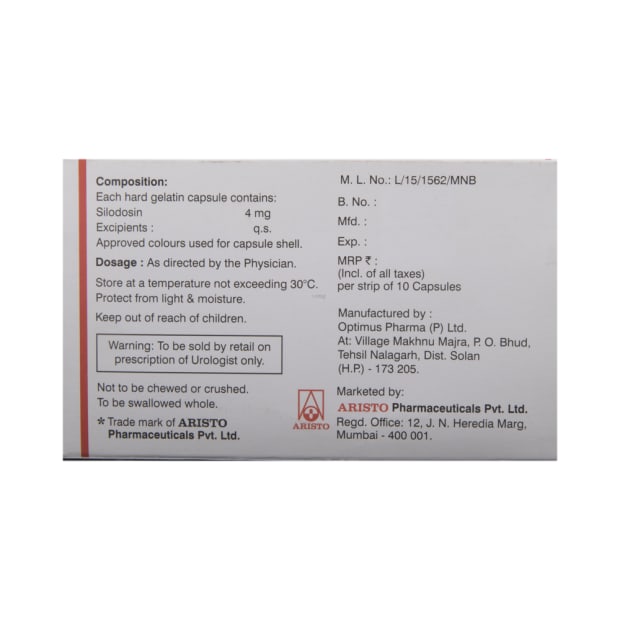 Composition:
Each hard gelatin capsule contains:
Silodosin 4 mg
Excipients : q.s.
Approved colours used for capsule shell.
Dosage : As directed by the Physician.
Store at a temperature not exceeding 30°C.
Protect from light & moisture.
Keep out of reach of children.
Warning: To be sold by retail on
prescription of Urologist only.
Not to be chewed or crushed.
To be swallowed whole.
* Trade mark of ARISTO
Pharmaceuticals Pvt. Ltd.
ARISTO
M. L. No.: L/15/1562/MNB
B. No. :
Mfd. :
Exp. :
MRP ₹ :
(Incl. of all taxes)
per strip of 10 Capsules
Manufactured by :
Optimus Pharma (P) Ltd.
At: Village Makhnu Majra, P. O. Bhud,
Tehsil Nalagarh, Dist. Solan
(H.P.) - 173 205.
Marketed by:
ARISTO Pharmaceuticals Pvt. Ltd.
Regd. Office: 12, J. N. Heredia Marg,
Mumbai - 400 001.